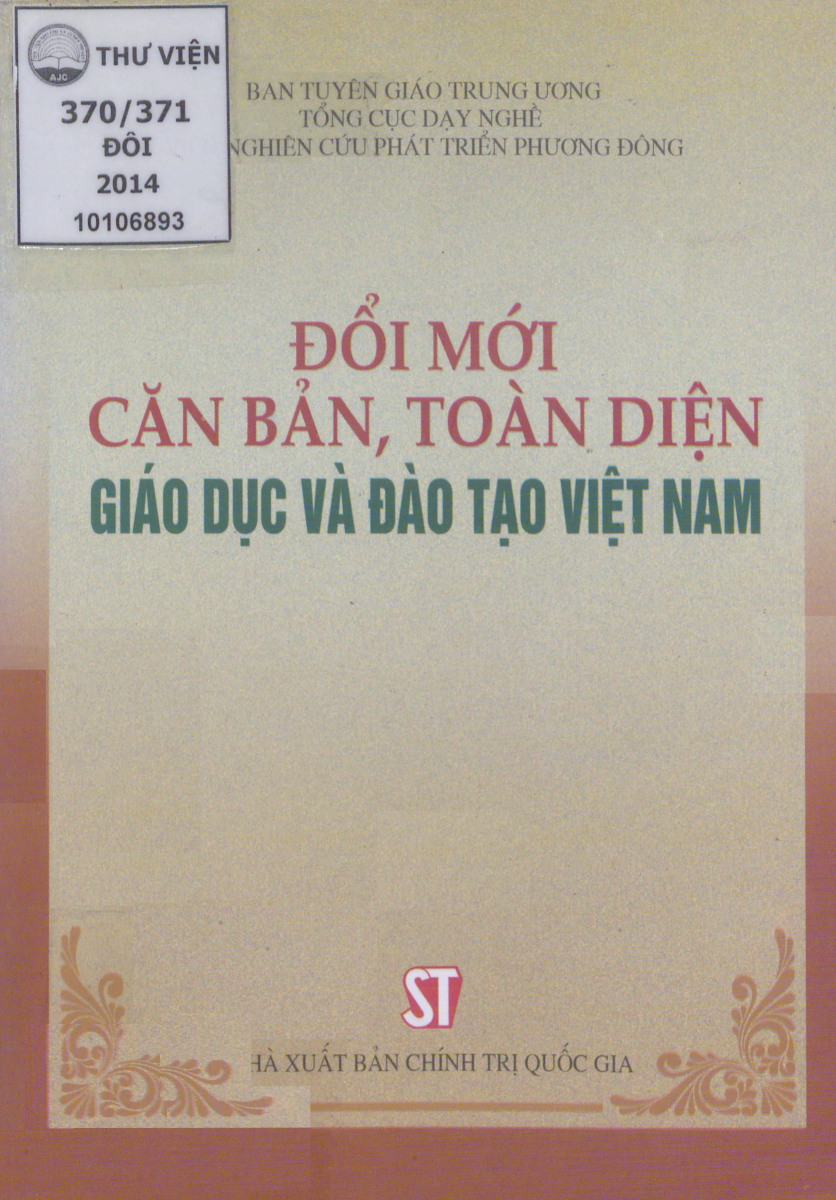 AJC
THƯ VIỆN
370/371
ĐÔI
2014
10106893
BAN TUYÊN GIÁO TRUNG ƯƠNG
TỔNG CỤC DẠY NGHỀ
NGHIÊN CỨU PHÁT TRIỂN PHƯƠNG ĐÔNG
ĐỔI MỚI
CĂN BẢN, TOÀN DIỆN
GIÁO DỤC VÀ ĐÀO TẠO VIỆT NAM
ST
HÀ XUẤT BẢN CHÍNH TRỊ QUỐC GIA